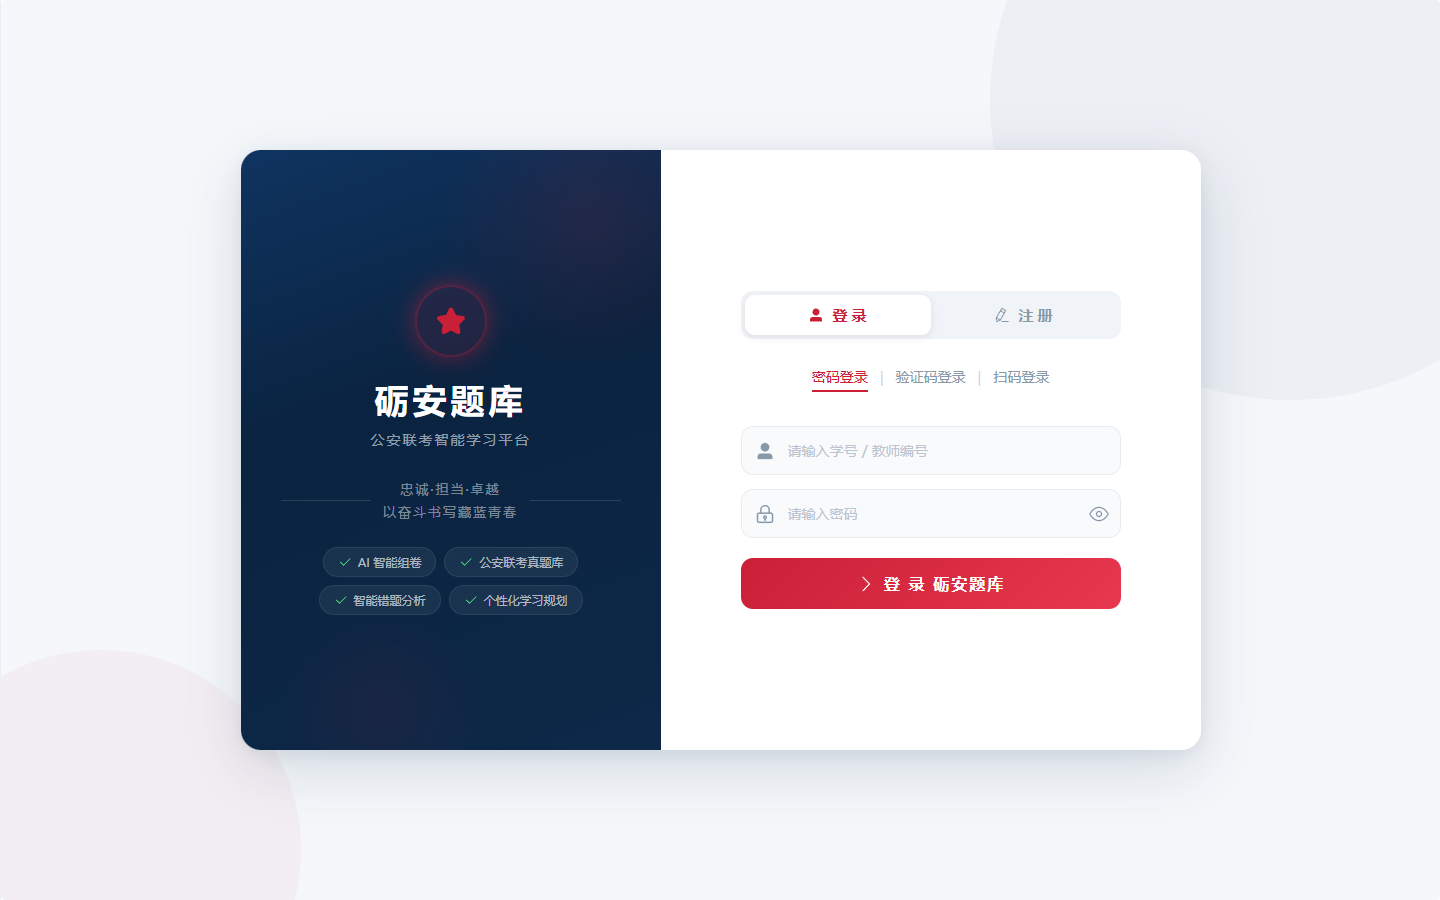 砺安题库
公安联考智能学习平台
忠诚·担当·卓越
以奋斗书写藏蓝青春
AI 智能组卷
公安联考真题库
智能错题分析
个性化学习规划
登 录
注 册
密码登录 | 验证码登录 | 扫码登录
请输入学号 / 教师编号
请输入密码
登 录 砺安题库